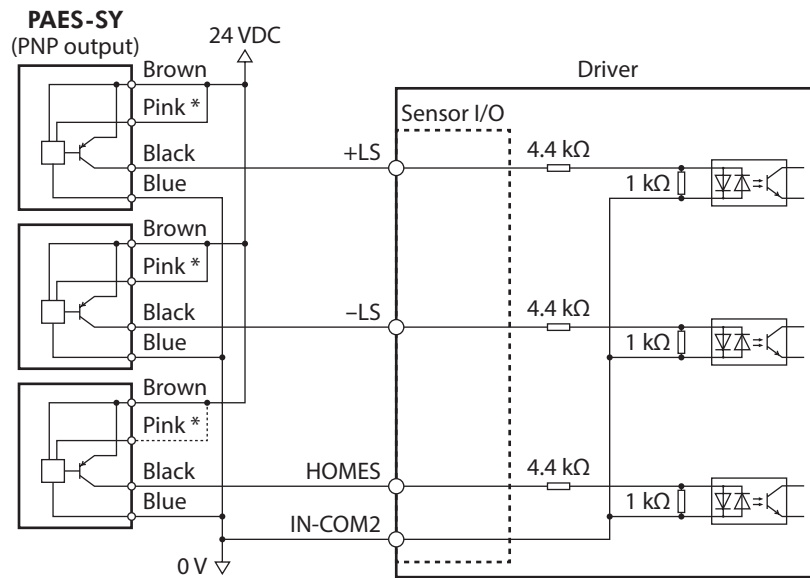 PAES-SY
(PNP output)
24 VDC
Driver
Brown
Pink *
Black
Blue
Sensor I/O
+LS
4.4 kΩ
1 kΩ
Brown
Pink *
Black
Blue
–LS
4.4 kΩ
1 kΩ
Brown
Pink *
Black
Blue
HOMES
4.4 kΩ
1 kΩ
IN-COM2
0 V